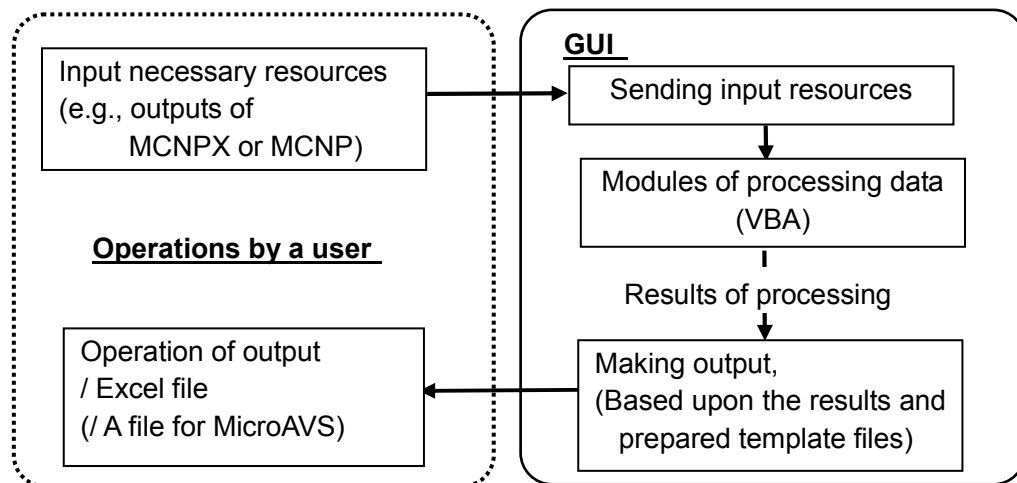 Input necessary resources
(e.g., outputs of
MCNPX or MCNP)
Operations by a user
Operation of output
/ Excel file
(/ A file for MicroAVS)
GUI
Sending input resources
Modules of processing data
(VBA)
Results of processing
Making output,
(Based upon the results and
prepared template files)